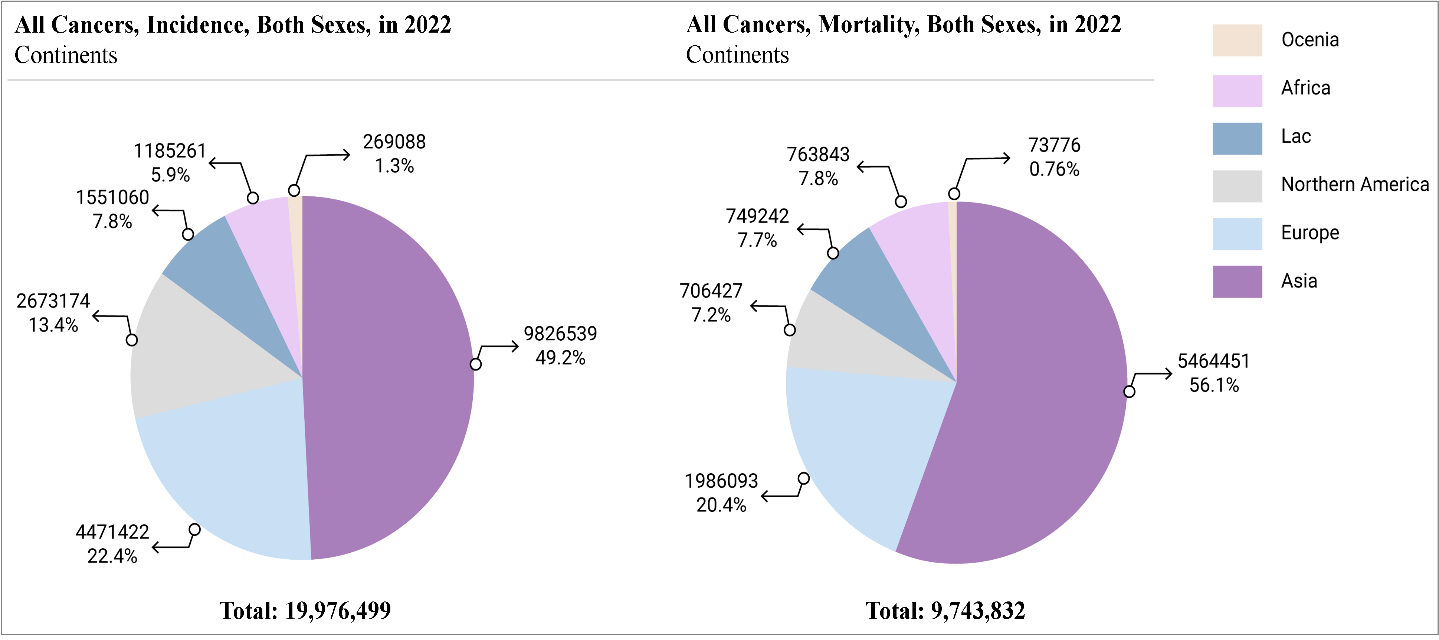 All Cancers, Incidence, Both Sexes, in 2022
Continents
269088
1.3%
1185261
5.9%
1551060
7.8%
2673174
13.4%
9826539
49.2%
4471422
22.4%
Total: 19,976,499
All Cancers, Mortality, Both Sexes, in 2022
Continents
73776
0.76%
763843
7.8%
749242
7.7%
706427
7.2%
5464451
56.1%
1986093
20.4%
Total: 9,743,832
Ocenia
Africa
Lac
Northern America
Europe
Asia